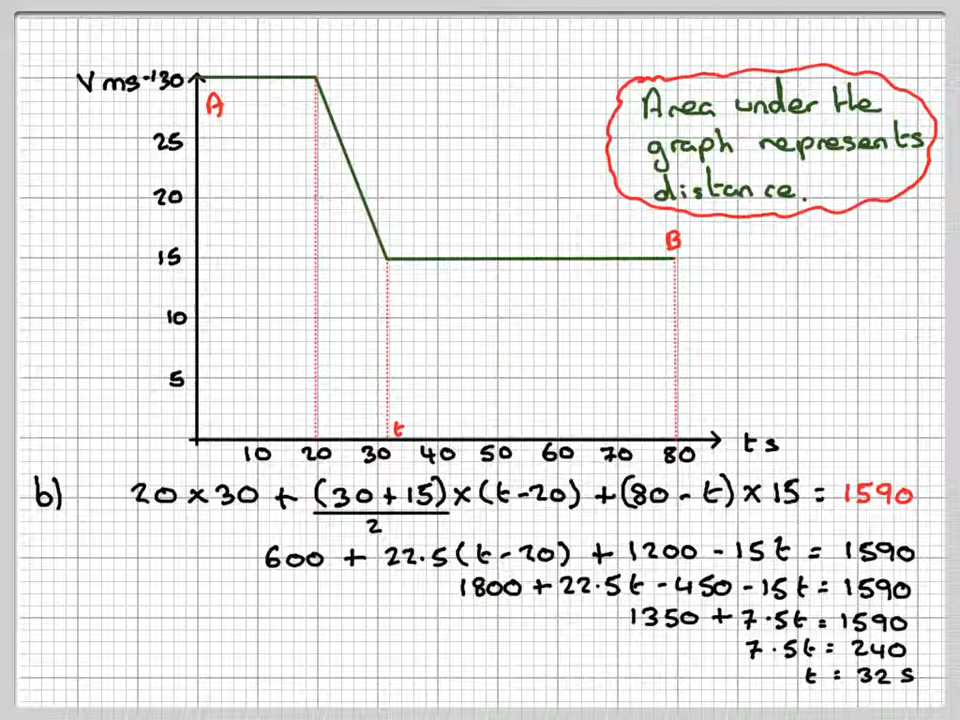 V ms⁻¹ 30
A
25
20
15
10
5
Area under the
graph represents
distance.
B
t
10 20 30 40 50 60 70 80
t s
b) 20 × 30 + (30 + 15)/2 × (t - 20) + (80 - t) × 15 = 1590
600 + 22.5(t - 20) + 1200 - 15t = 1590
1800 + 22.5t - 450 - 15t = 1590
1350 + 7.5t = 1590
7.5t = 240
t = 32 s